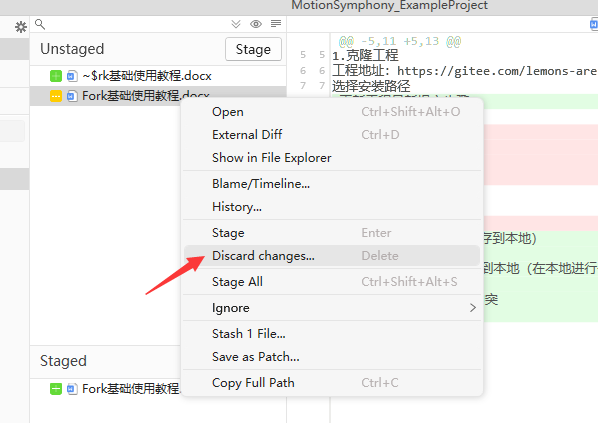 MotionSymphony_ExampleProject
Unstaged
Stage
~$rk基础使用教程.docx
Fork基础使用教程.docx
@@ -5,11 +5,13 @@
5 5 1.克隆工程
6 6 工程地址: https://gitee.com/lemons-are
7 7 选择安装路径
Open Ctrl+Shift+Alt+O
External Diff Ctrl+D
Show in File Explorer
Blame/Timeline...
History...
Stage Enter
Discard changes... Delete
Stage All Ctrl+Shift+Alt+S
Ignore
Stash 1 File...
Save as Patch...
Copy Full Path Ctrl+C
存到本地)
到本地（在本地进行
突
Staged
Fork基础使用教程